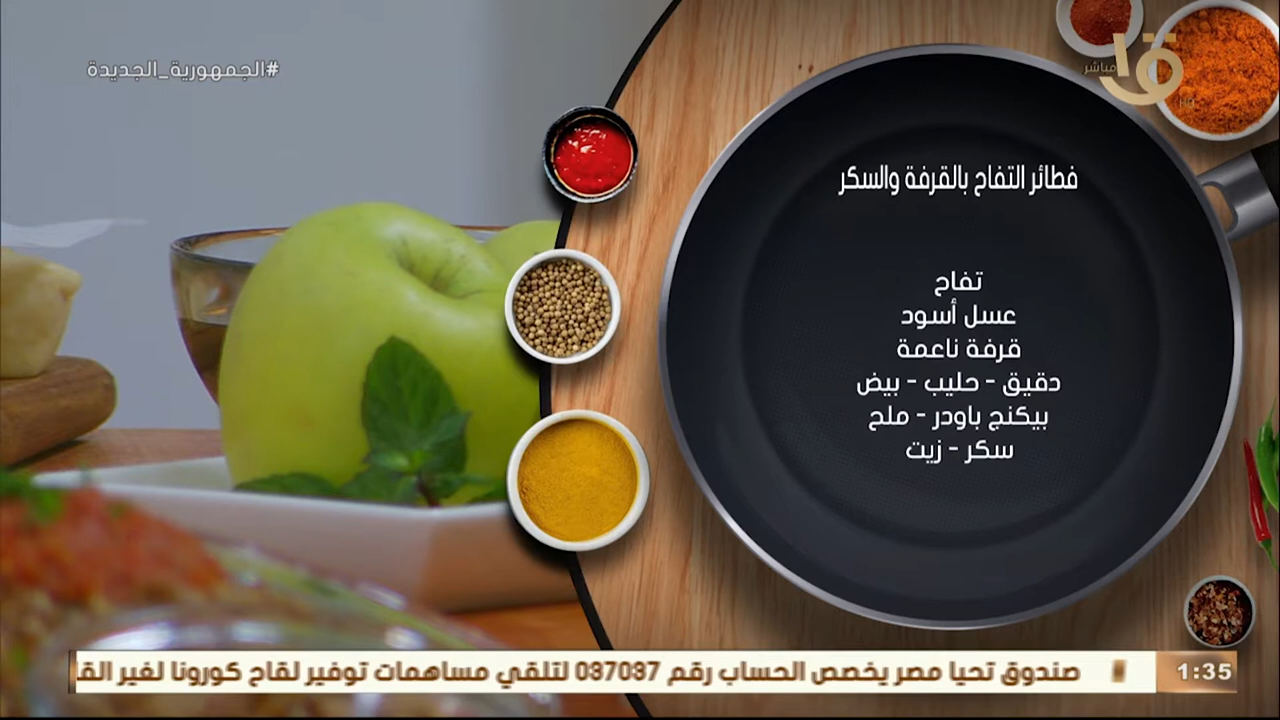 #الجمهورية_الجديدة
مباشر
HD
فطائر التفاح بالقرفة والسكر
تفاح
عسل أسود
قرفة ناعمة
دقيق - حليب - بيض
بيكنج باودر - ملح
سكر - زيت
1:35
صندوق تحيا مصر يخصص الحساب رقم 037037 لتلقي مساهمات توفير لقاح كورونا لغير